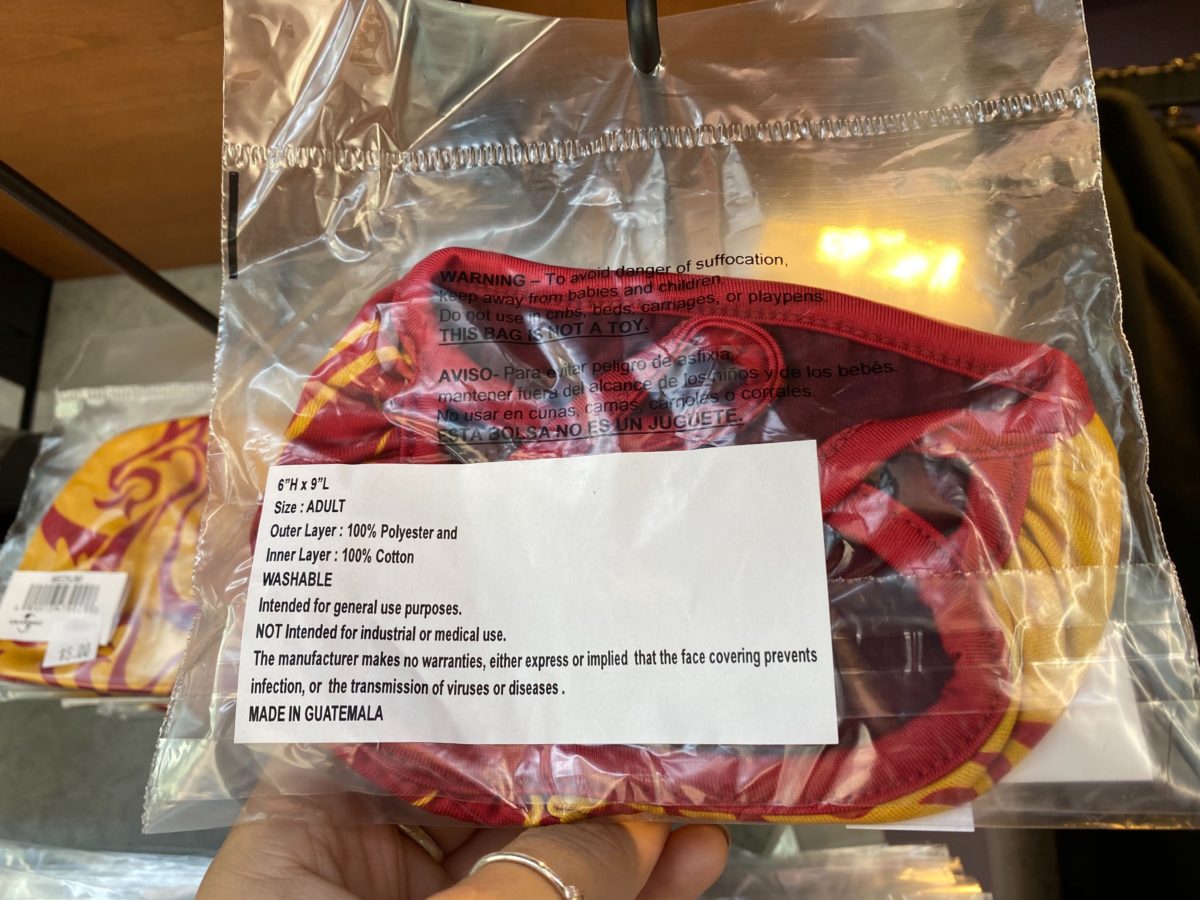 WARNING – To avoid danger of suffocation,
keep away from babies and children.
Do not use in cribs, beds, carriages, or playpens.
THIS BAG IS NOT A TOY.
AVISO- Para evitar peligro de asfixia,
mantener fuera del alcance de los niños y de los bebés.
No usar en cunas, camas, carriolas o corrales.
ESTA BOLSA NO ES UN JUGUETE.
6"H x 9"L
Size : ADULT
Outer Layer : 100% Polyester and
Inner Layer : 100% Cotton
WASHABLE
Intended for general use purposes.
NOT Intended for industrial or medical use.
The manufacturer makes no warranties, either express or implied that the face covering prevents
infection, or the transmission of viruses or diseases .
MADE IN GUATEMALA